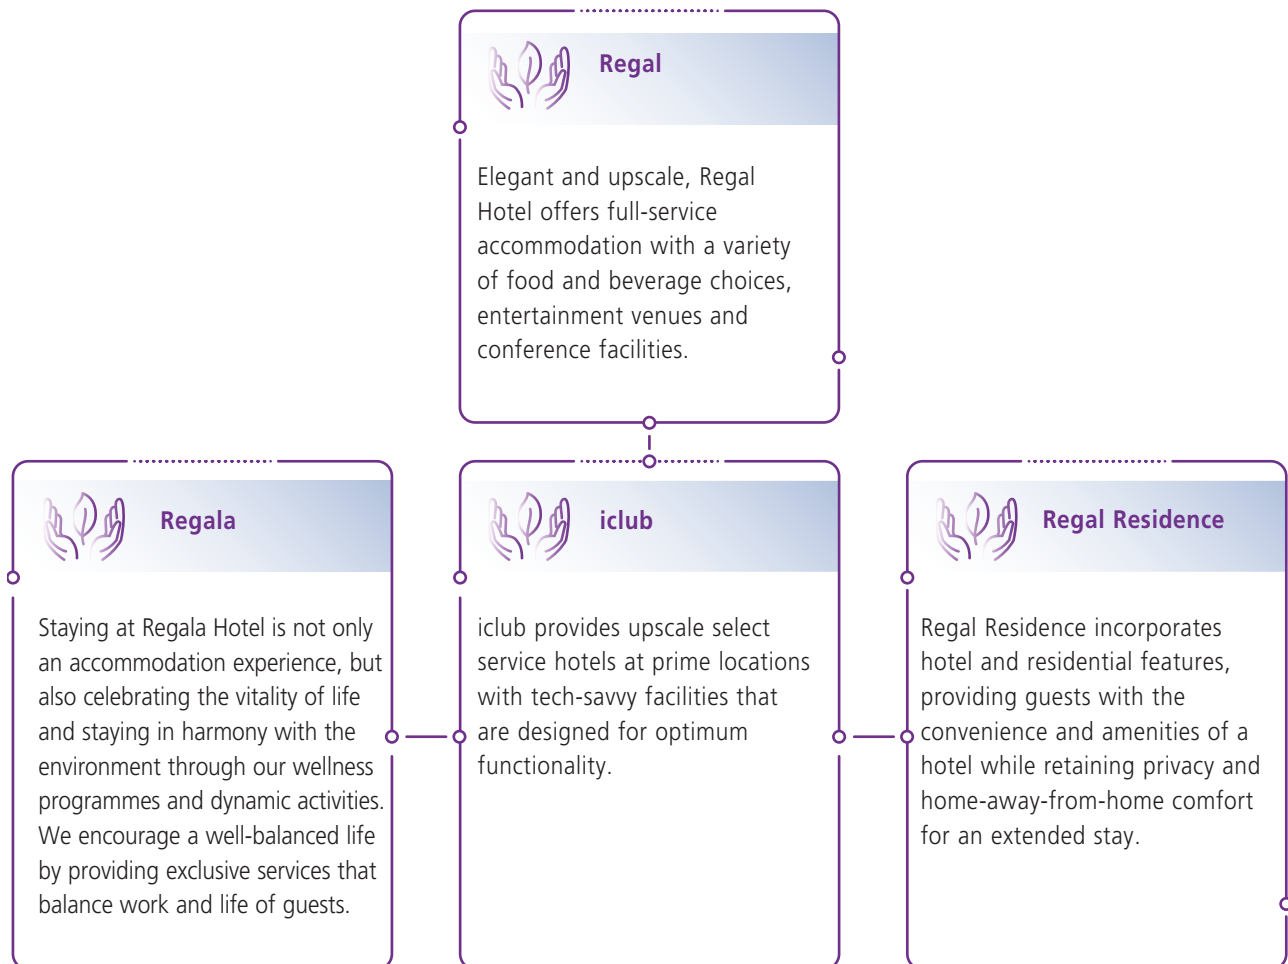 Regal
Elegant and upscale, Regal
Hotel offers full-service
accommodation with a variety
of food and beverage choices,
entertainment venues and
conference facilities.
Regala
Staying at Regala Hotel is not only
an accommodation experience, but
also celebrating the vitality of life
and staying in harmony with the
environment through our wellness
programmes and dynamic activities.
We encourage a well-balanced life
by providing exclusive services that
balance work and life of guests.
iclub
iclub provides upscale select
service hotels at prime locations
with tech-savvy facilities that
are designed for optimum
functionality.
Regal Residence
Regal Residence incorporates
hotel and residential features,
providing guests with the
convenience and amenities of a
hotel while retaining privacy and
home-away-from-home comfort
for an extended stay.